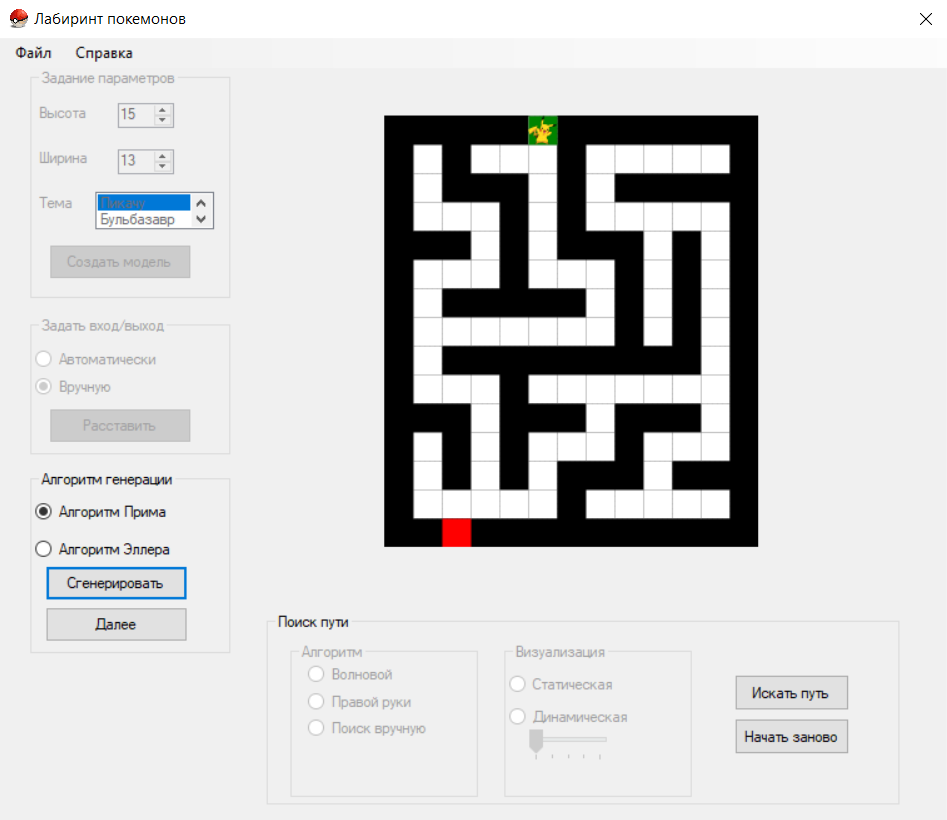 Лабиринт покемонов
Файл Справка
Задание параметров
Высота 15
Ширина 13
Тема Пикачу
Бульбазавр
Создать модель
Задать вход/выход
Автоматически
Вручную
Расставить
Алгоритм генерации
Алгоритм Прима
Алгоритм Эллера
Сгенерировать
Далее
Поиск пути
Алгоритм
Волновой
Правой руки
Поиск вручную
Визуализация
Статическая
Динамическая
Искать путь
Начать заново